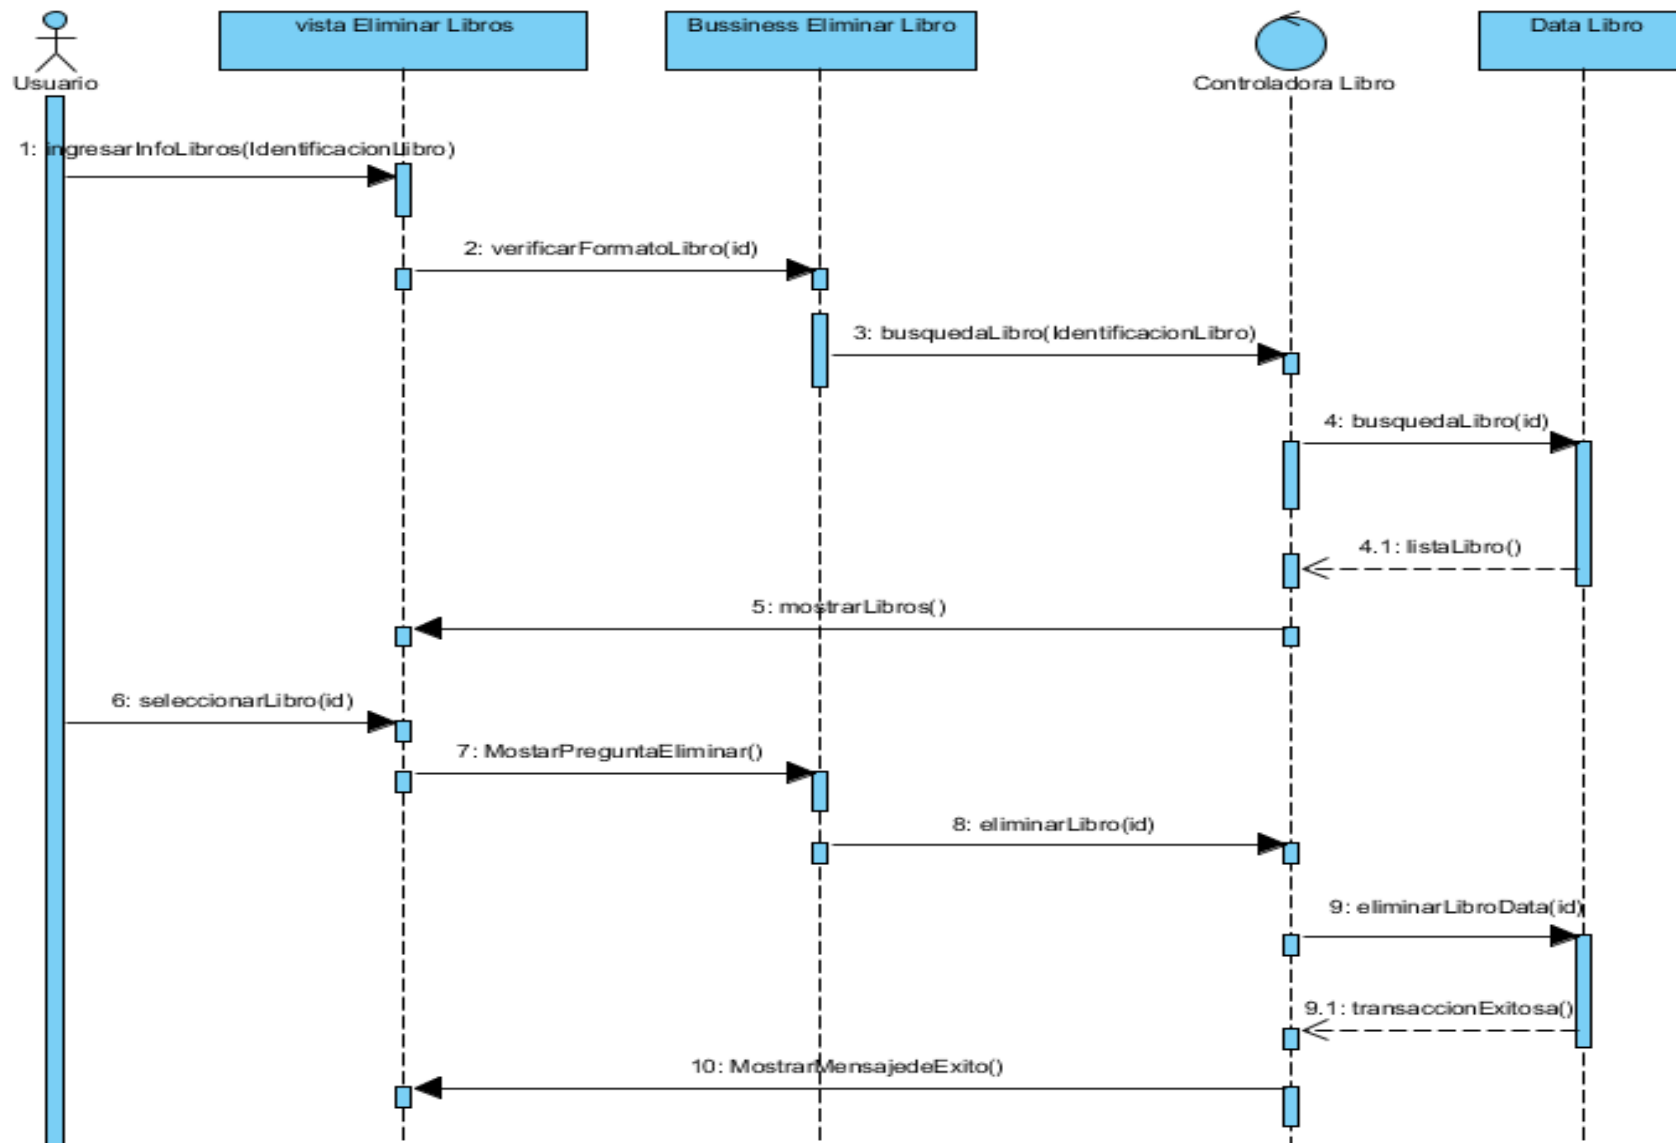 vista Eliminar Libros
Bussiness Eliminar Libro
Data Libro
Usuario
Controladora Libro
1: ingresarInfoLibros(IdentificacionLibro)
2: verificarFormatoLibro(id)
3: busquedaLibro(IdentificacionLibro)
4: busquedaLibro(id)
4.1: listaLibro()
5: mostrarLibros()
6: seleccionarLibro(id)
7: MostarPreguntaEliminar()
8: eliminarLibro(id)
9: eliminarLibroData(id)
9.1: transaccionExitosa()
10: MostrarMensajedeExito()